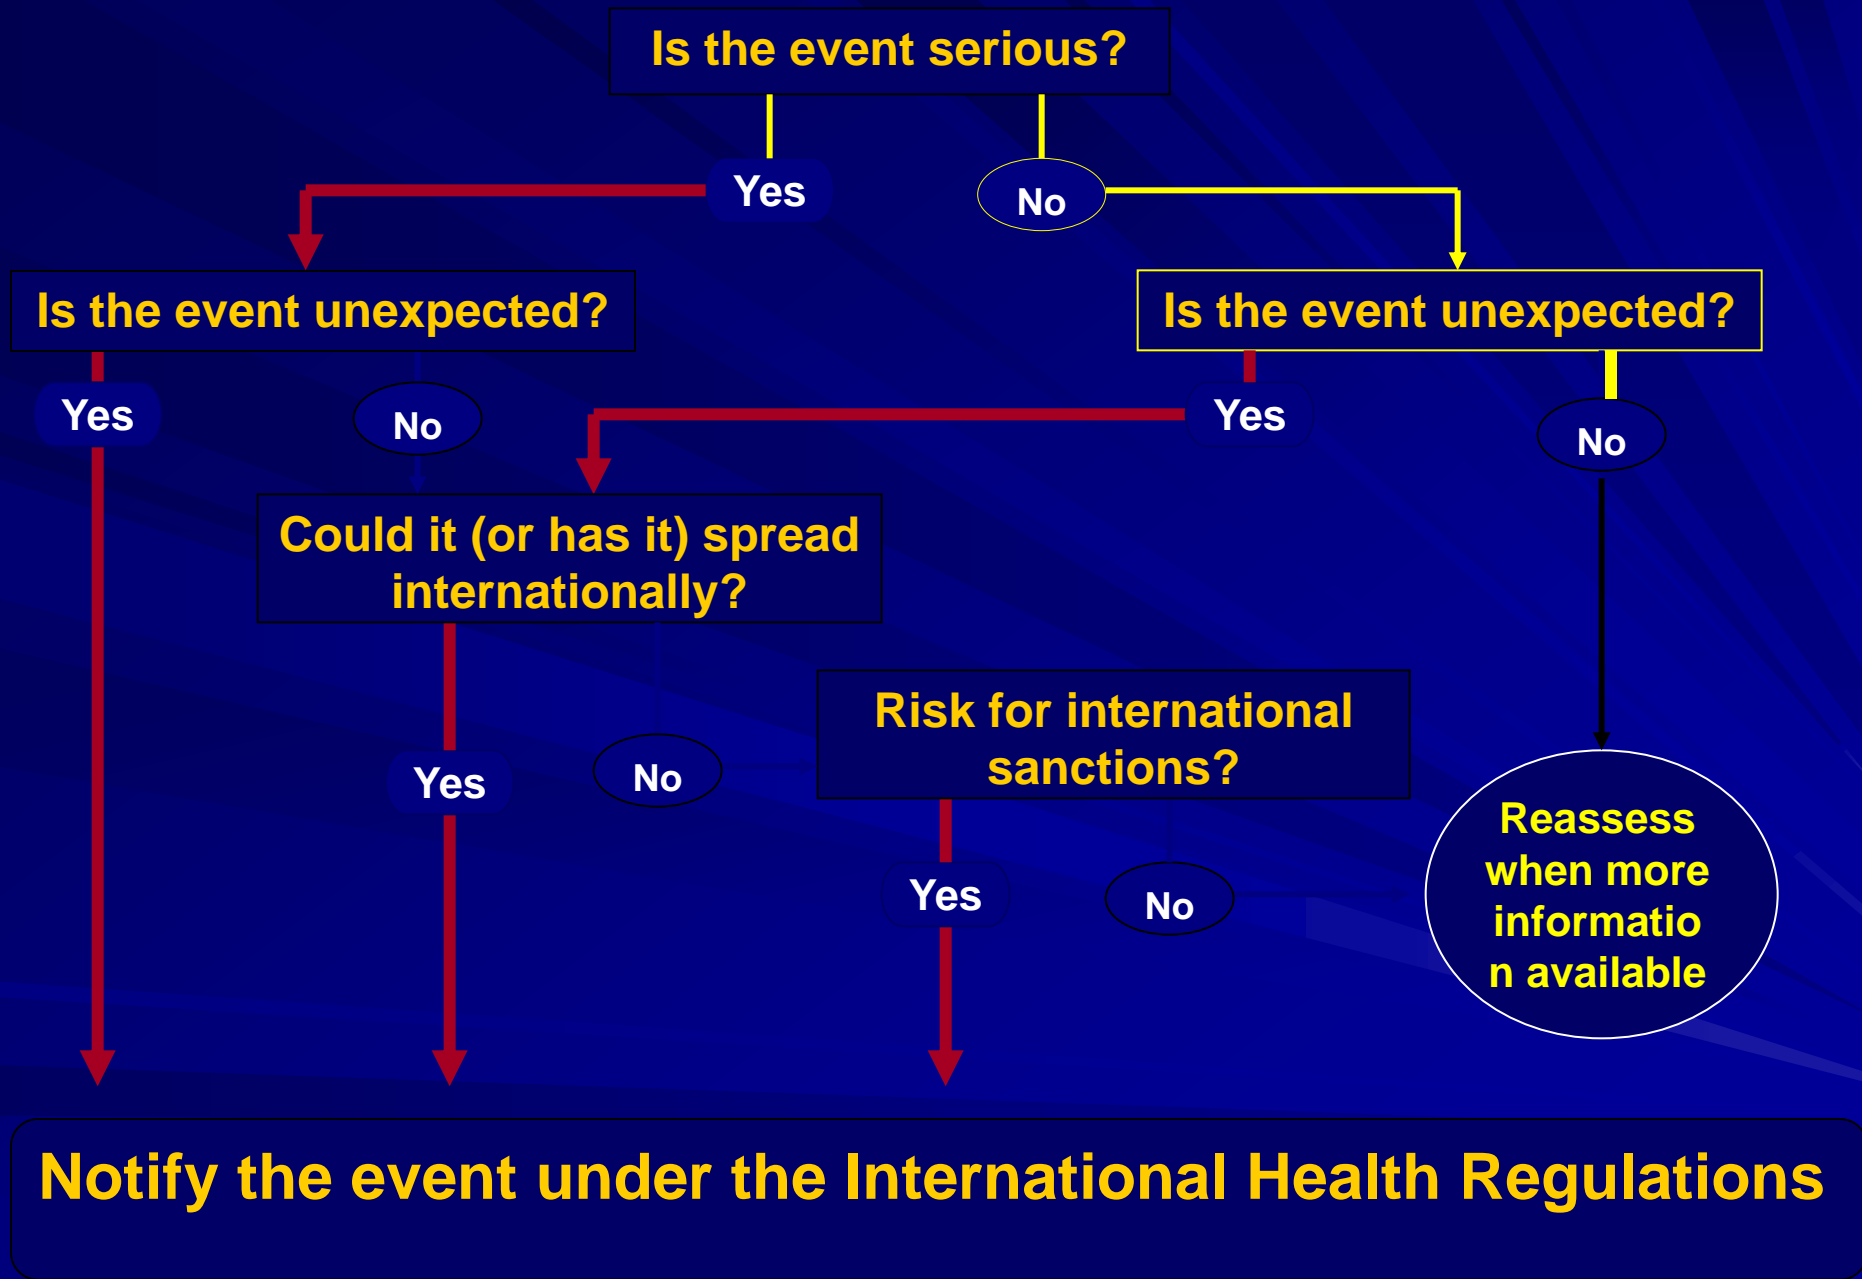 Is the event serious?
Yes
No
Is the event unexpected?
Is the event unexpected?
Yes
No
Yes
No
Could it (or has it) spread
internationally?
Risk for international
sanctions?
Yes
No
Reassess
when more
informatio
n available
Yes
No
Notify the event under the International Health Regulations